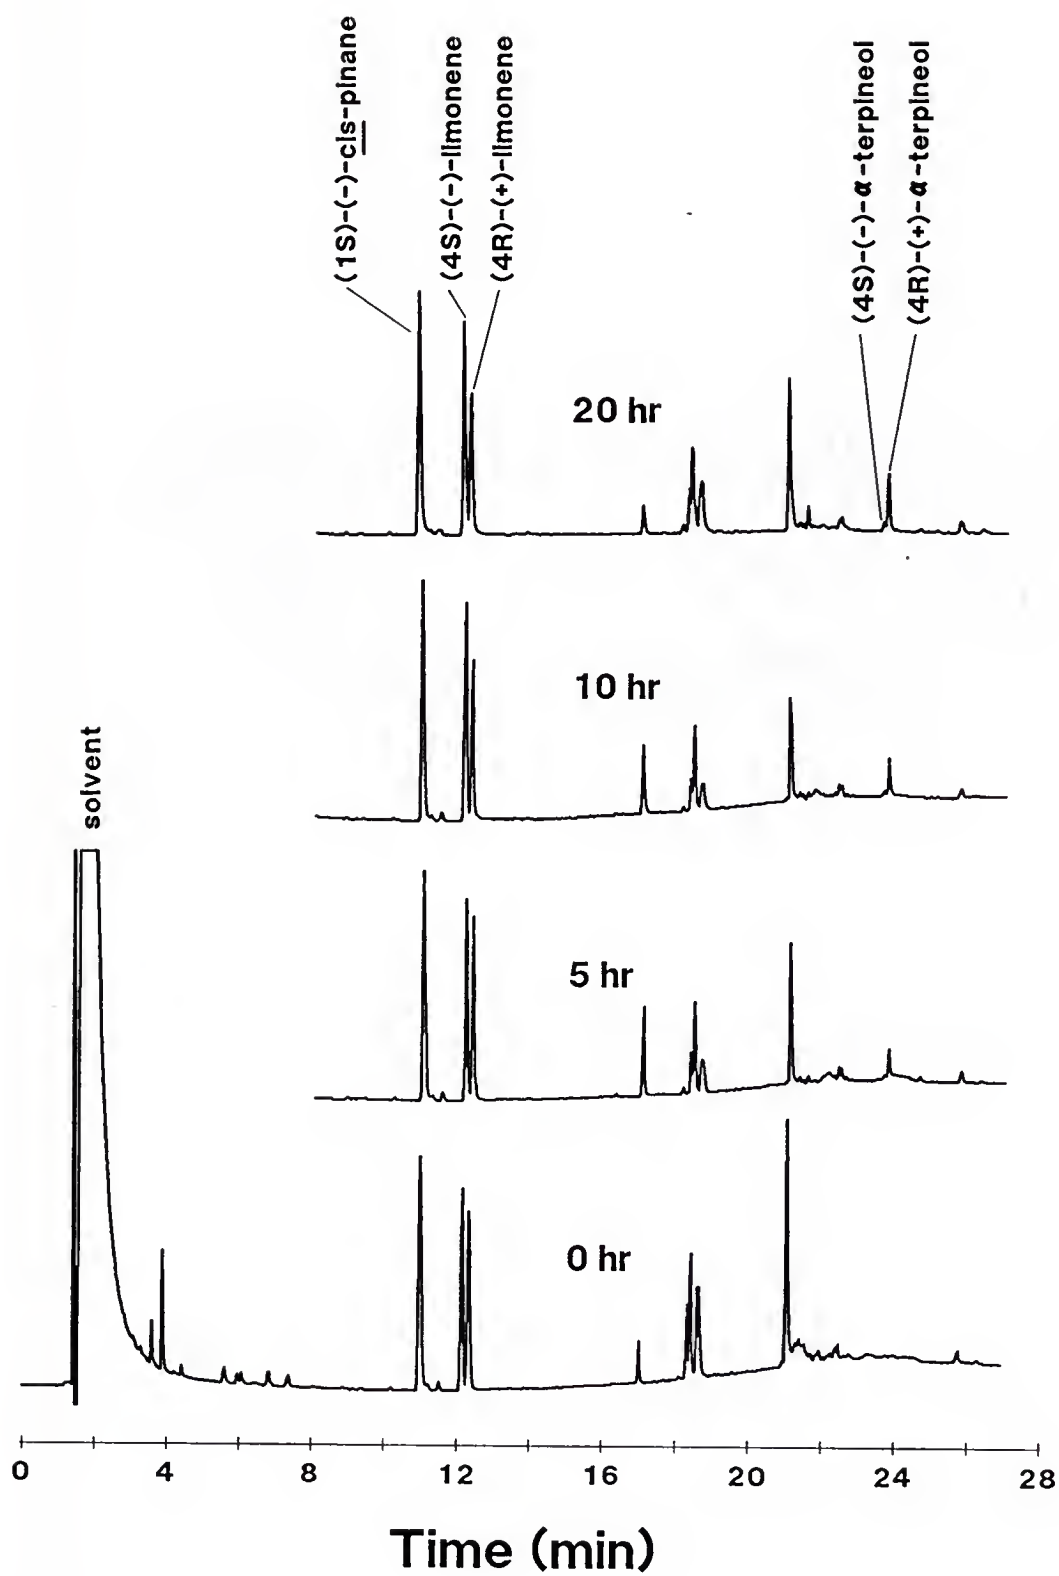 (1S)-(-)-cis-pinane
(4S)-(-)-limonene
(4R)-(+)-limonene
(4S)-(-)-α-terpineol
(4R)-(+)-α-terpineol
20 hr
10 hr
solvent
5 hr
0 hr
0 4 8 12 16 20 24 28
Time (min)